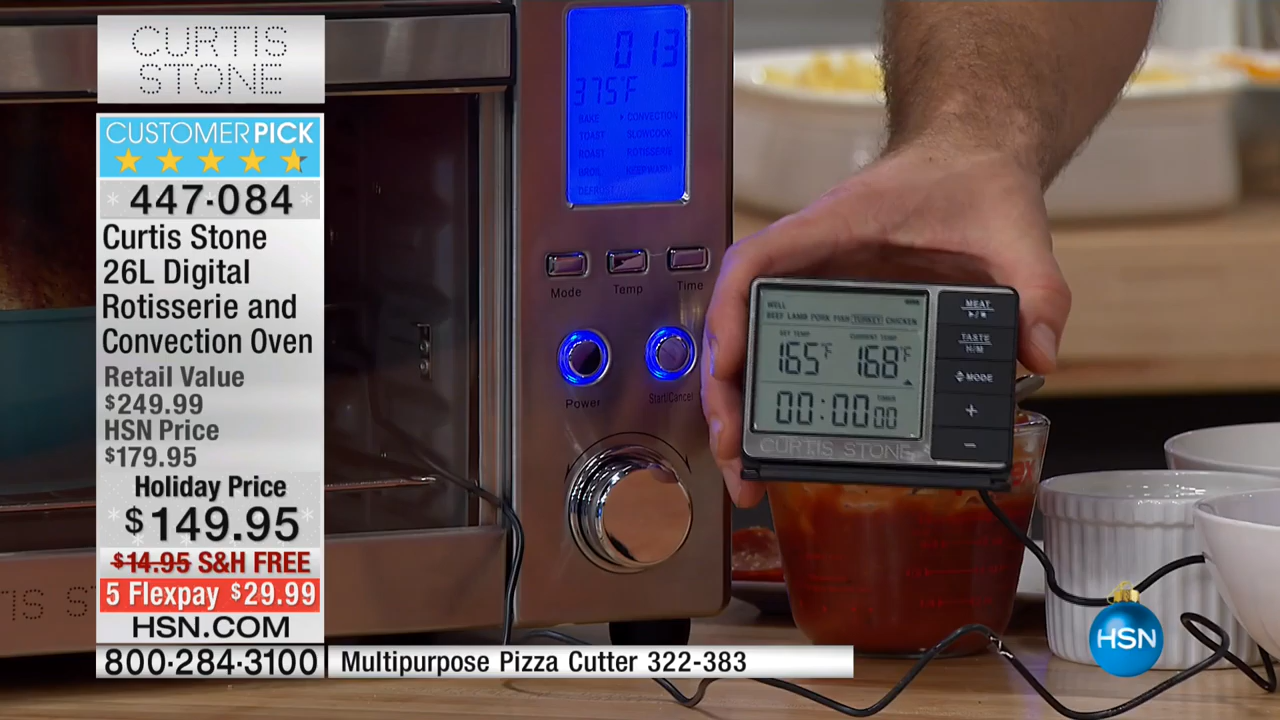 CURTIS
STONE
CUSTOMER PICK
447·084
Curtis Stone
26L Digital
Rotisserie and
Convection Oven
Retail Value
$249.99
HSN Price
$179.95
Holiday Price
$149.95
$14.95 S&H FREE
5 Flexpay $29.99
HSN.COM
800·284·3100
Multipurpose Pizza Cutter 322-383
013
375°F
BAKE CONVECTION
TOAST SLOWCOOK
ROAST ROTISSERIE
BROIL KEEPWARM
DEFROST
Mode Temp Time
Power Start/Cancel
WELL
BEEF LAMB PORK FISH TURKEY CHICKEN
SET TEMP CURRENT TEMP
165°F 168°F
TIMER
00:0000
CURTIS STONE
MEAT
TASTE
H/M
MODE
+
-
HSN